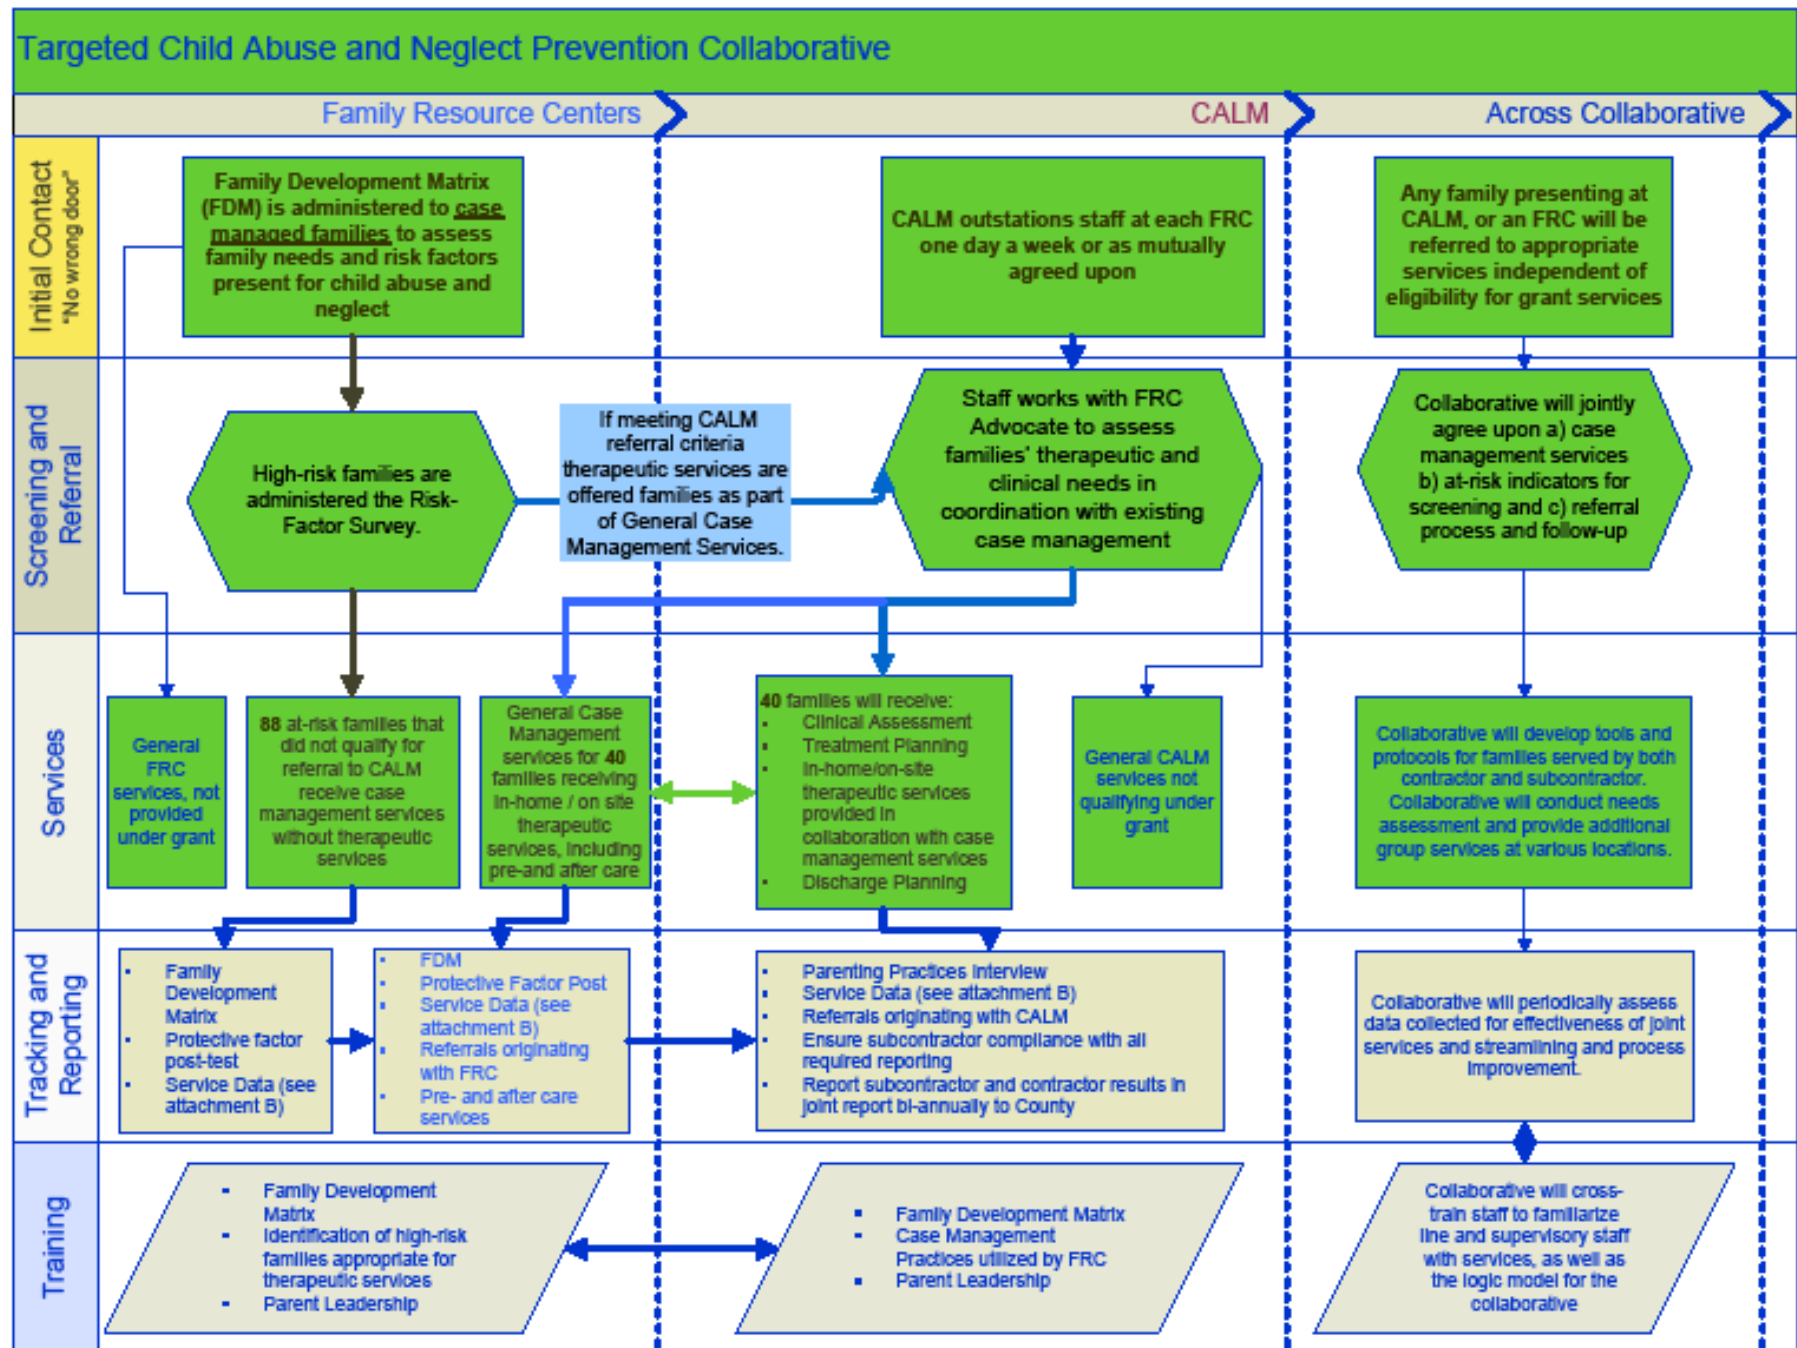 Targeted Child Abuse and Neglect Prevention Collaborative
Family Resource Centers
CALM
Across Collaborative
Initial Contact
"No wrong door"
Family Development Matrix
(FDM) is administered to case
managed families to assess
family needs and risk factors
present for child abuse and
neglect
CALM outstations staff at each FRC
one day a week or as mutually
agreed upon
Any family presenting at
CALM, or an FRC will be
referred to appropriate
services independent of
eligibility for grant services
Screening and
Referral
High-risk families are
administered the Risk-
Factor Survey.
If meeting CALM
referral criteria
therapeutic services are
offered families as part
of General Case
Management Services.
Staff works with FRC
Advocate to assess
families' therapeutic and
clinical needs in
coordination with existing
case management
Collaborative will jointly
agree upon a) case
management services
b) at-risk indicators for
screening and c) referral
process and follow-up
Services
General
FRC
services, not
provided
under grant
88 at-risk families that
did not qualify for
referral to CALM
receive case
management services
without therapeutic
services
General Case
Management
services for 40
families receiving
in-home / on site
therapeutic
services, including
pre-and after care
40 families will receive:
▪ Clinical Assessment
▪ Treatment Planning
▪ In-home/on-site
therapeutic services
provided in
collaboration with case
management services
▪ Discharge Planning
General CALM
services not
qualifying under
grant
Collaborative will develop tools and
protocols for families served by both
contractor and subcontractor.
Collaborative will conduct needs
assessment and provide additional
group services at various locations.
Tracking and
Reporting
▪ Family
Development
Matrix
▪ Protective factor
post-test
▪ Service Data (see
attachment B)
▪ FDM
▪ Protective Factor Post
▪ Service Data (see
attachment B)
▪ Referrals originating
with FRC
▪ Pre- and after care
services
▪ Parenting Practices Interview
▪ Service Data (see attachment B)
▪ Referrals originating with CALM
▪ Ensure subcontractor compliance with all
required reporting
▪ Report subcontractor and contractor results in
joint report bi-annually to County
Collaborative will periodically assess
data collected for effectiveness of joint
services and streamlining and process
improvement.
Training
▪ Family Development
Matrix
▪ Identification of high-risk
families appropriate for
therapeutic services
▪ Parent Leadership
▪ Family Development Matrix
▪ Case Management
Practices utilized by FRC
▪ Parent Leadership
Collaborative will cross-
train staff to familiarize
line and supervisory staff
with services, as well as
the logic model for the
collaborative